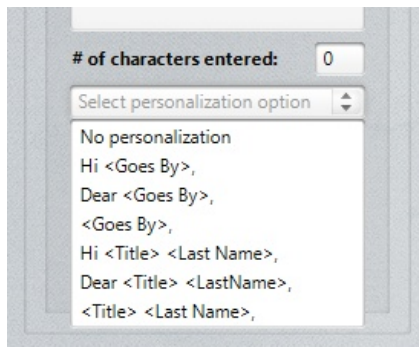 # of characters entered: 0
Select personalization option
No personalization
Hi <Goes By>,
Dear <Goes By>,
<Goes By>,
Hi <Title> <Last Name>,
Dear <Title> <LastName>,
<Title> <Last Name>,